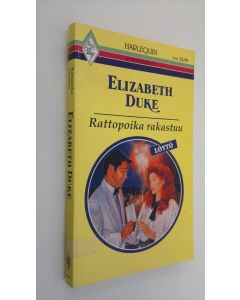 HARLEQUIN
ELIZABETH
DUKE
Rattopoika rakastuu
LÖYTÖ
ELIZABETH DUKE